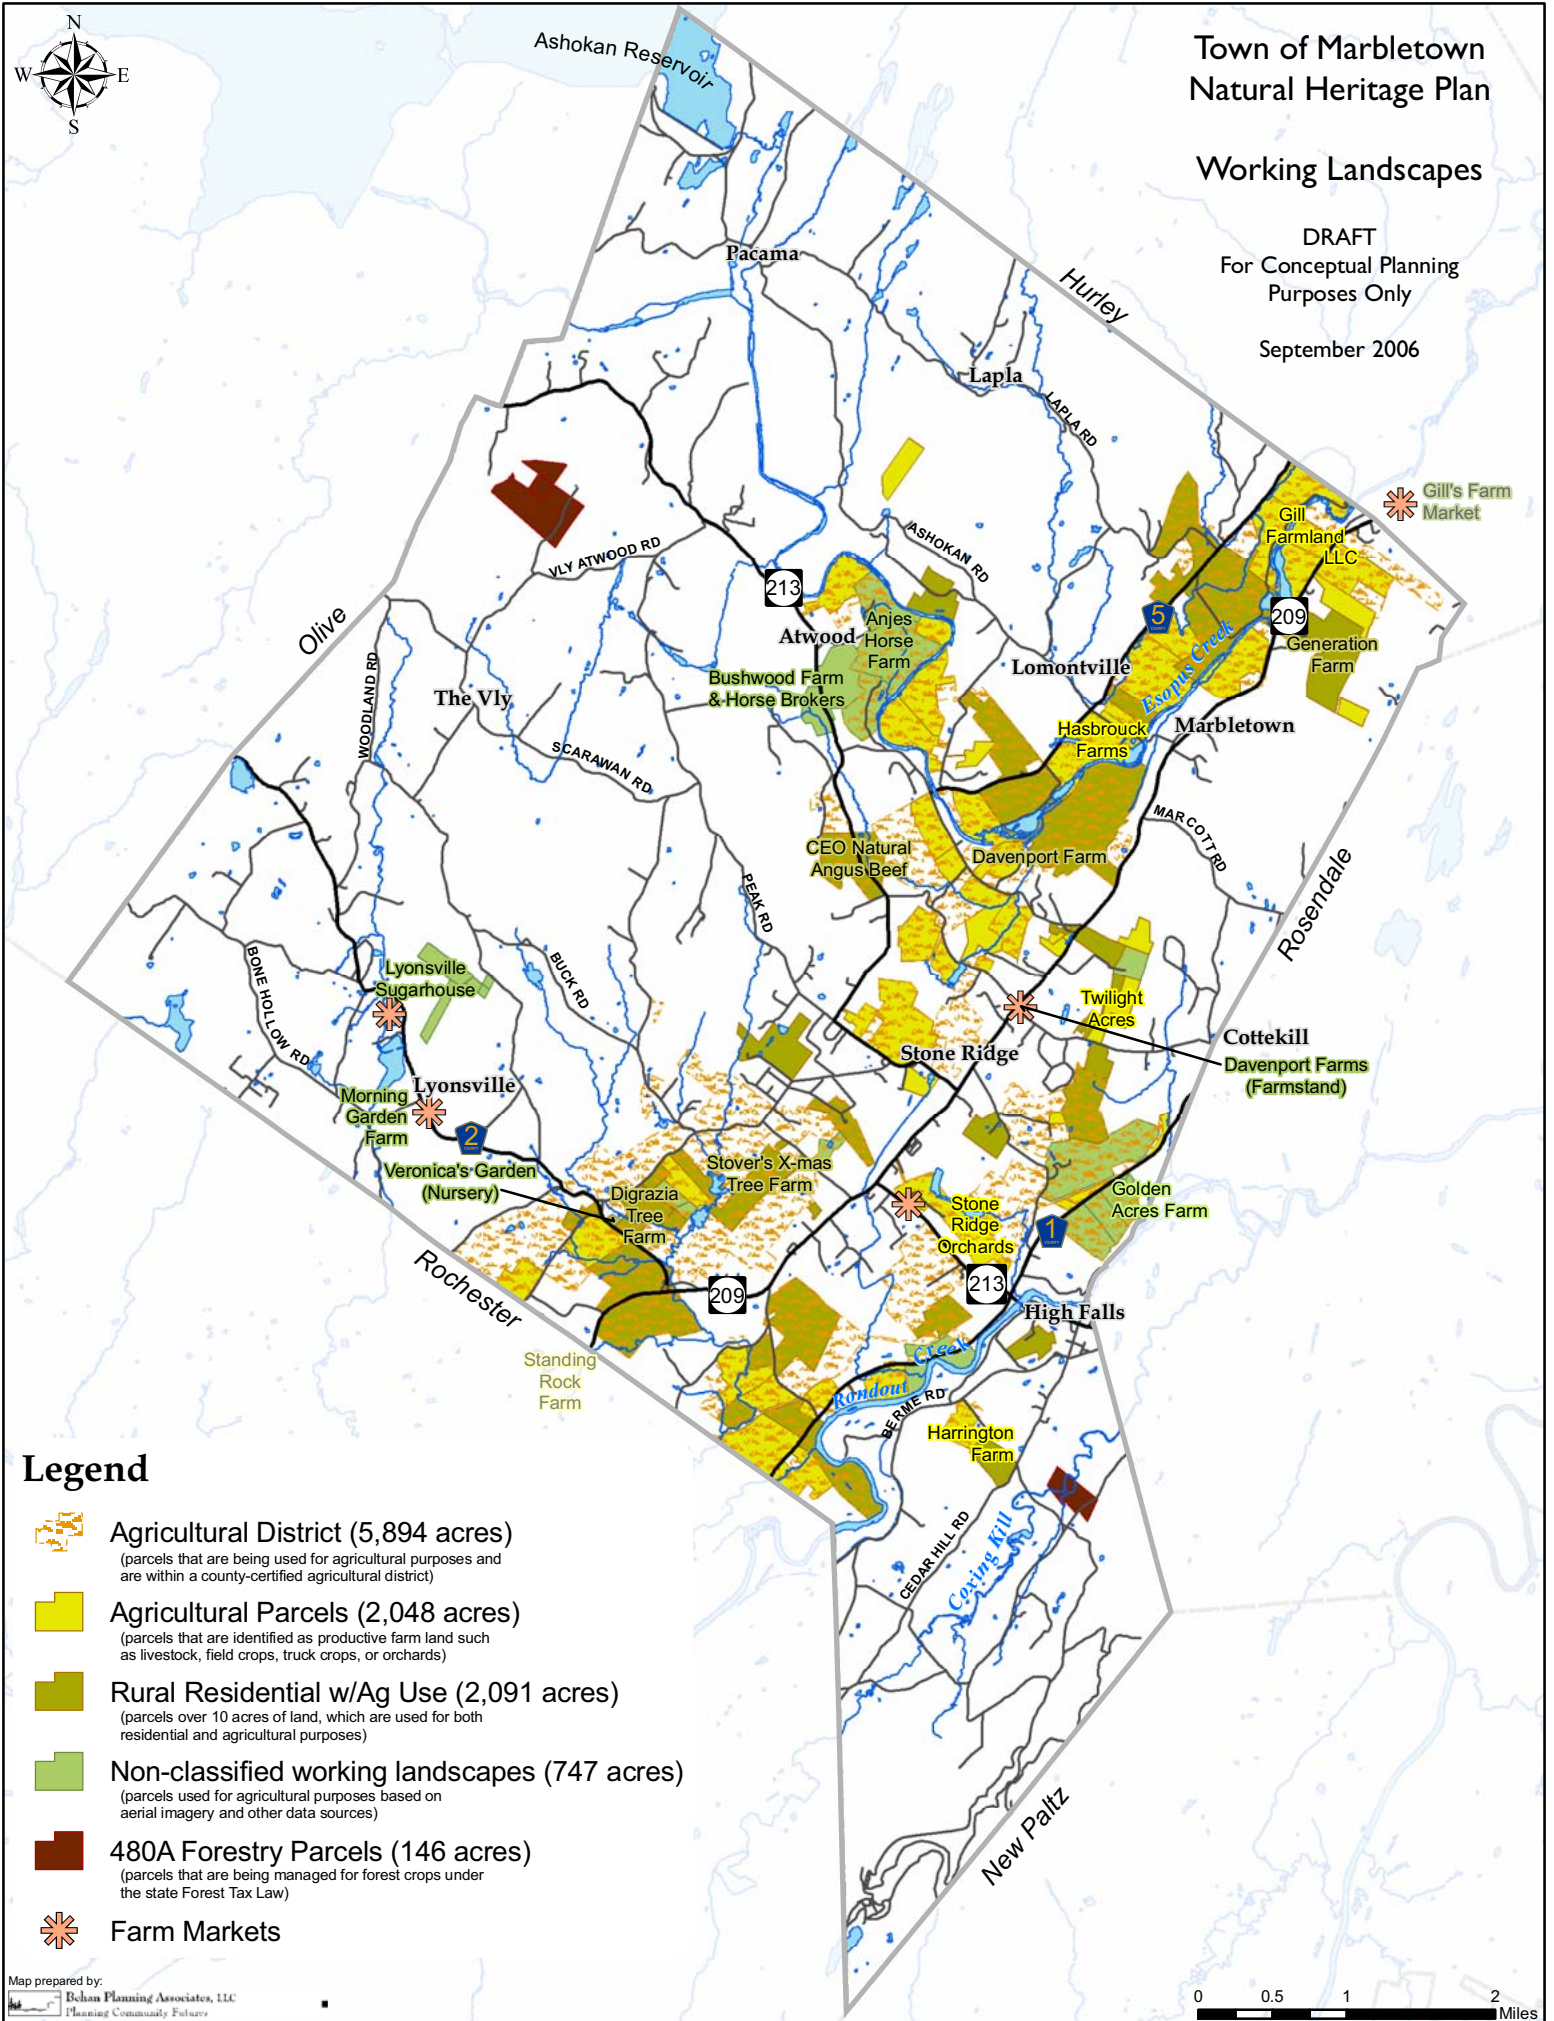 N
W E
S
Ashokan Reservoir
Town of Marbletown
Natural Heritage Plan
Working Landscapes
DRAFT
For Conceptual Planning
Purposes Only
September 2006
Pacama
Hurley
Lapla
LAPLA RD
Gill's Farm
Market
Gill
Farmland
LLC
ASHOKAN RD
VLY ATWOOD RD
213
5
COUNTY
209
Olive
Atwood
Anjes
Horse
Farm
Generation
Farm
Esopus Creek
Lomontville
WOODLAND RD
The Vly
Bushwood Farm
& Horse Brokers
Hasbrouck
Farms
Marbletown
SCARAWAN RD
MARCOTT RD
CEO Natural
Angus Beef
Davenport Farm
Rosendale
PEAK RD
BONE HOLLOW RD
BUCK RD
Lyonsville
Sugarhouse
Twilight
Acres
Cottekill
Stone Ridge
Davenport Farms
(Farmstand)
Lyonsville
Morning
Garden
Farm
2
COUNTY
Veronica's Garden
(Nursery)
Stover's X-mas
Tree Farm
Digrazia
Tree
Farm
Stone
Ridge
Orchards
Golden
Acres Farm
1
COUNTY
Rochester
209
213
High Falls
Standing
Rock
Farm
Rondout Creek
BERME RD
Harrington
Farm
CEDAR HILL RD
Coxing Kill
New Paltz
Legend
Agricultural District (5,894 acres)
(parcels that are being used for agricultural purposes and
are within a county-certified agricultural district)
Agricultural Parcels (2,048 acres)
(parcels that are identified as productive farm land such
as livestock, field crops, truck crops, or orchards)
Rural Residential w/Ag Use (2,091 acres)
(parcels over 10 acres of land, which are used for both
residential and agricultural purposes)
Non-classified working landscapes (747 acres)
(parcels used for agricultural purposes based on
aerial imagery and other data sources)
480A Forestry Parcels (146 acres)
(parcels that are being managed for forest crops under
the state Forest Tax Law)
Farm Markets
Map prepared by:
Behan Planning Associates, LLC
Planning Community Futures
0 0.5 1 2
Miles